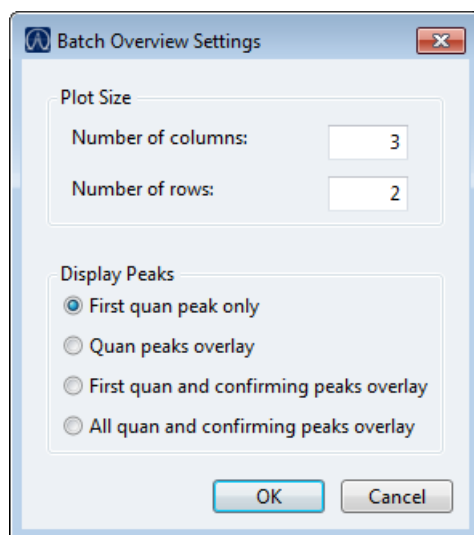 Batch Overview Settings
Plot Size
Number of columns: 3
Number of rows: 2
Display Peaks
First quan peak only
Quan peaks overlay
First quan and confirming peaks overlay
All quan and confirming peaks overlay
OK Cancel